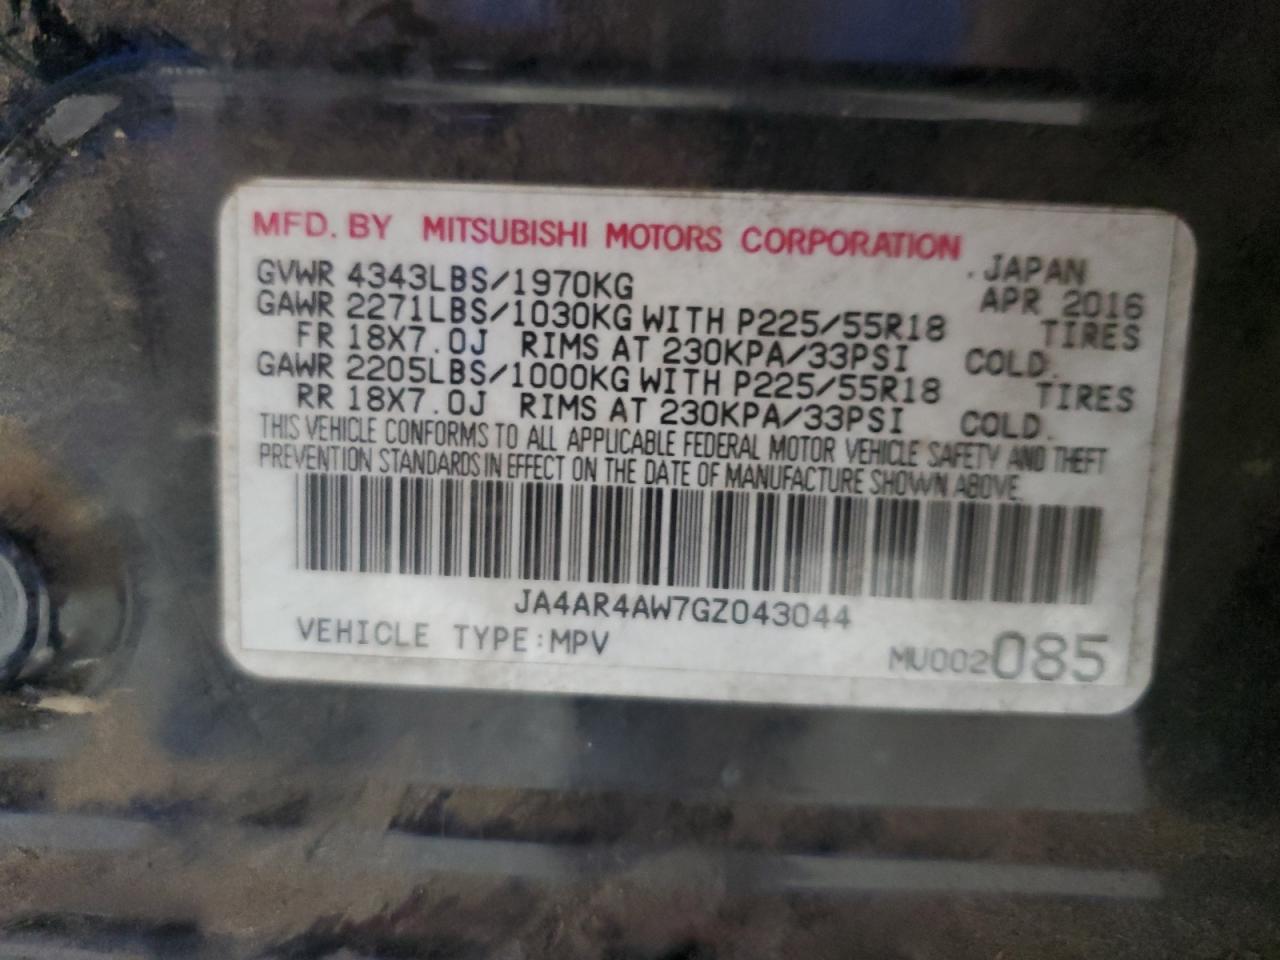 MFD. BY MITSUBISHI MOTORS CORPORATION . JAPAN
GVWR 4343LBS/1970KG APR 2016
GAWR 2271LBS/1030KG WITH P225/55R18 TIRES
FR 18X7.0J RIMS AT 230KPA/33PSI COLD.
GAWR 2205LBS/1000KG WITH P225/55R18 TIRES
RR 18X7.0J RIMS AT 230KPA/33PSI COLD.
THIS VEHICLE CONFORMS TO ALL APPLICABLE FEDERAL MOTOR VEHICLE SAFETY AND THEFT
PREVENTION STANDARDS IN EFFECT ON THE DATE OF MANUFACTURE SHOWN ABOVE.
JA4AR4AW7GZ043044
VEHICLE TYPE:MPV MU002085